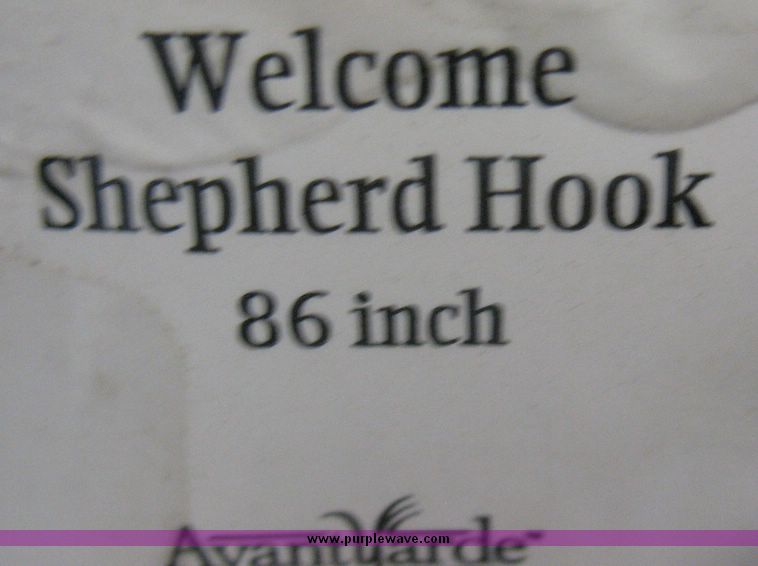 Welcome
Shepherd Hook
86 inch
www.purplewave.com